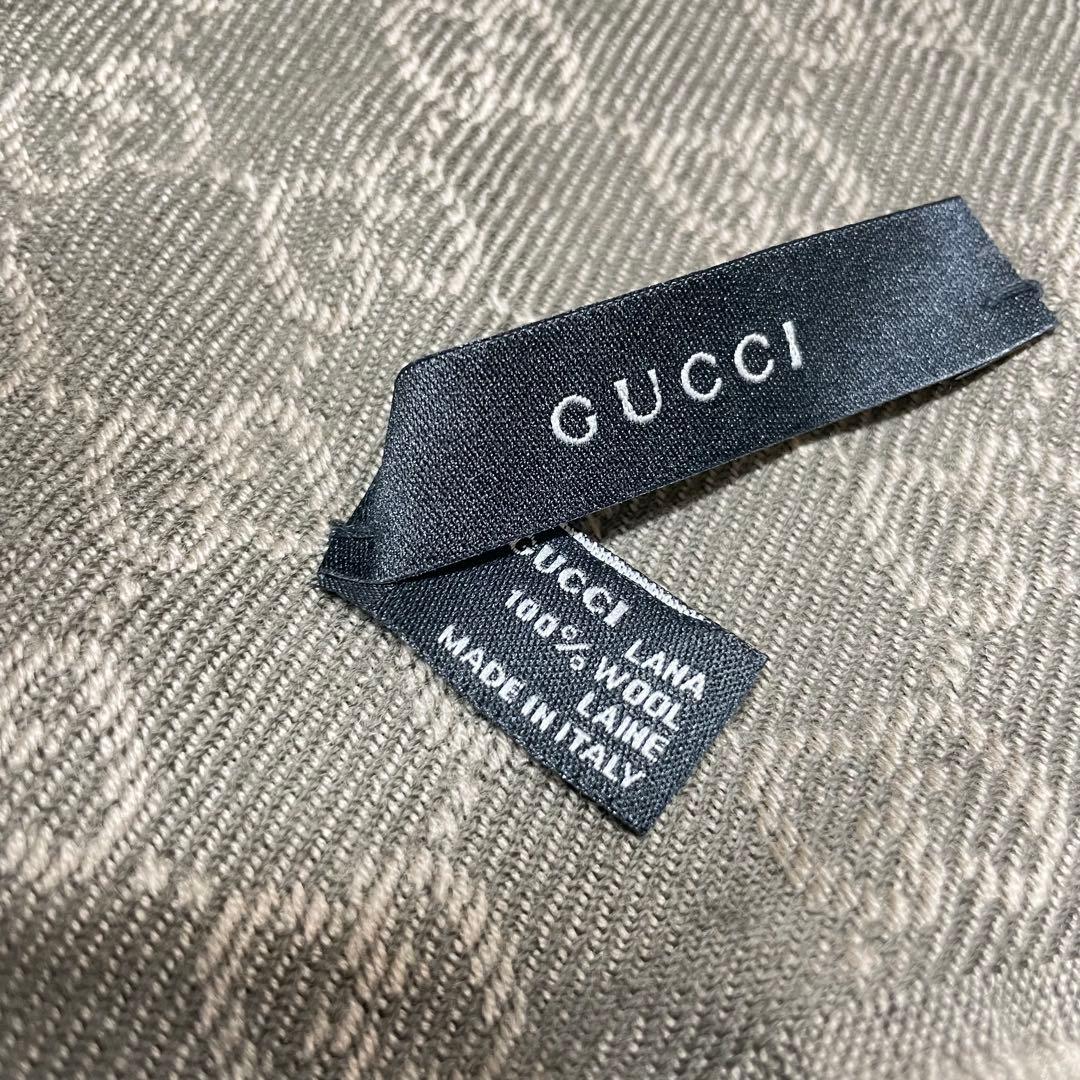 GUCCI
GUCCI LANA
100% WOOL
LAINE
MADE IN ITALY